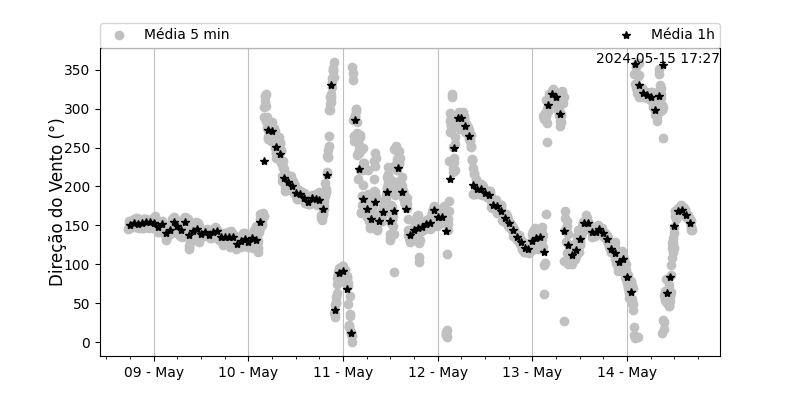 Média 5 min
Média 1h
2024-05-15 17:27
Direção do Vento (°)
350
300
250
200
150
100
50
0
09 - May
10 - May
11 - May
12 - May
13 - May
14 - May